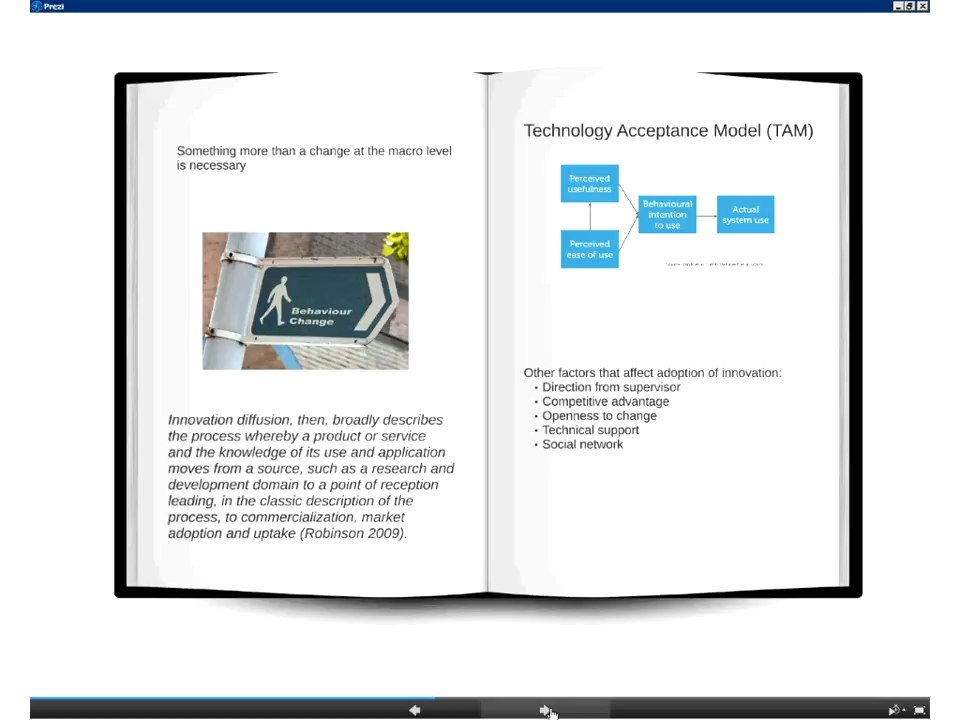 Prezi
Something more than a change at the macro level
is necessary
Behaviour
Change
Innovation diffusion, then, broadly describes
the process whereby a product or service
and the knowledge of its use and application
moves from a source, such as a research and
development domain to a point of reception
leading, in the classic description of the
process, to commercialization, market
adoption and uptake (Robinson 2009).
Technology Acceptance Model (TAM)
Perceived
usefulness
Behavioural
intention
to use
Actual
system use
Perceived
ease of use
Other factors that affect adoption of innovation:
• Direction from supervisor
• Competitive advantage
• Openness to change
• Technical support
• Social network